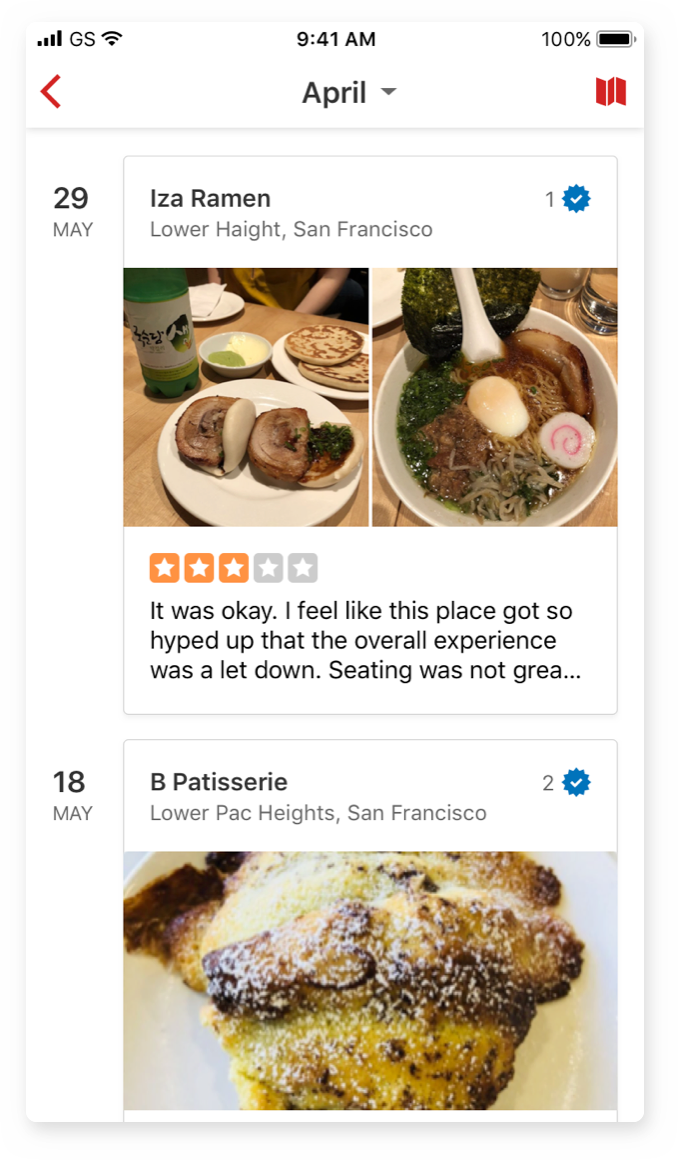 GS 9:41 AM 100%
April
29 Iza Ramen 1
MAY Lower Haight, San Francisco
It was okay. I feel like this place got so
hyped up that the overall experience
was a let down. Seating was not grea...
18 B Patisserie 2
MAY Lower Pac Heights, San Francisco